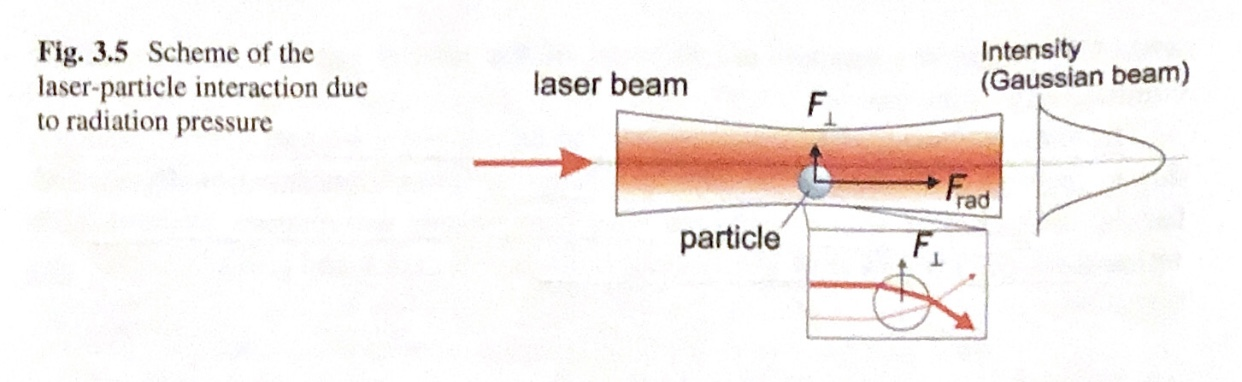 Fig. 3.5 Scheme of the
laser-particle interaction due
to radiation pressure
laser beam
Intensity
(Gaussian beam)
F⊥
Frad
particle
F⊥